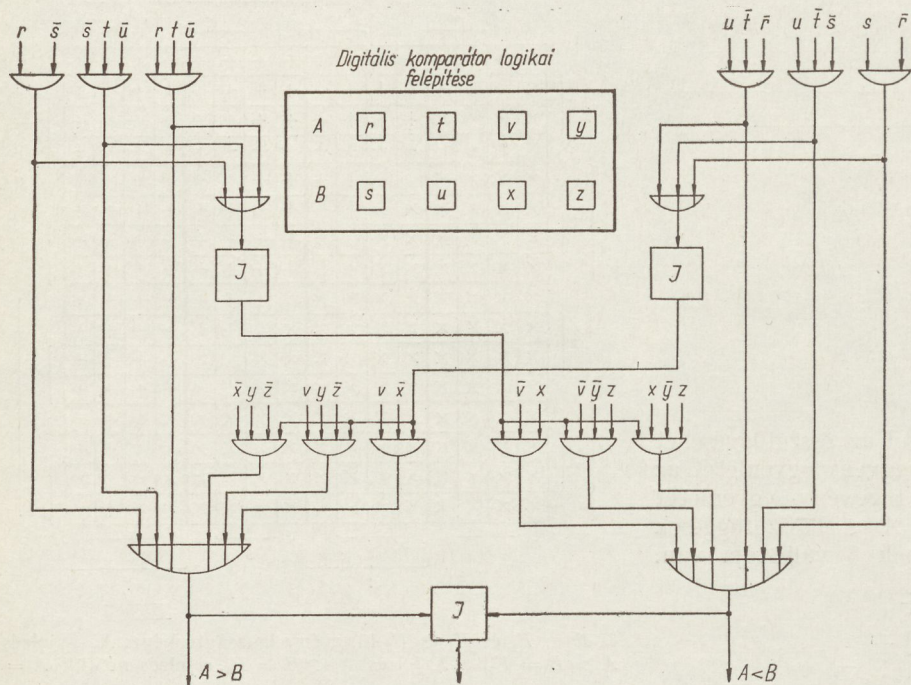 r s̄ s̄ t ū r t ū u t̄ r̄ u t̄ s̄ s r̄
Digitális komparátor logikai
felépítése
A r t v y
B s u x z
J J
x̄ y z̄ v y z̄ v x̄ v̄ x v̄ ȳ z x ȳ z
J
A > B A < B